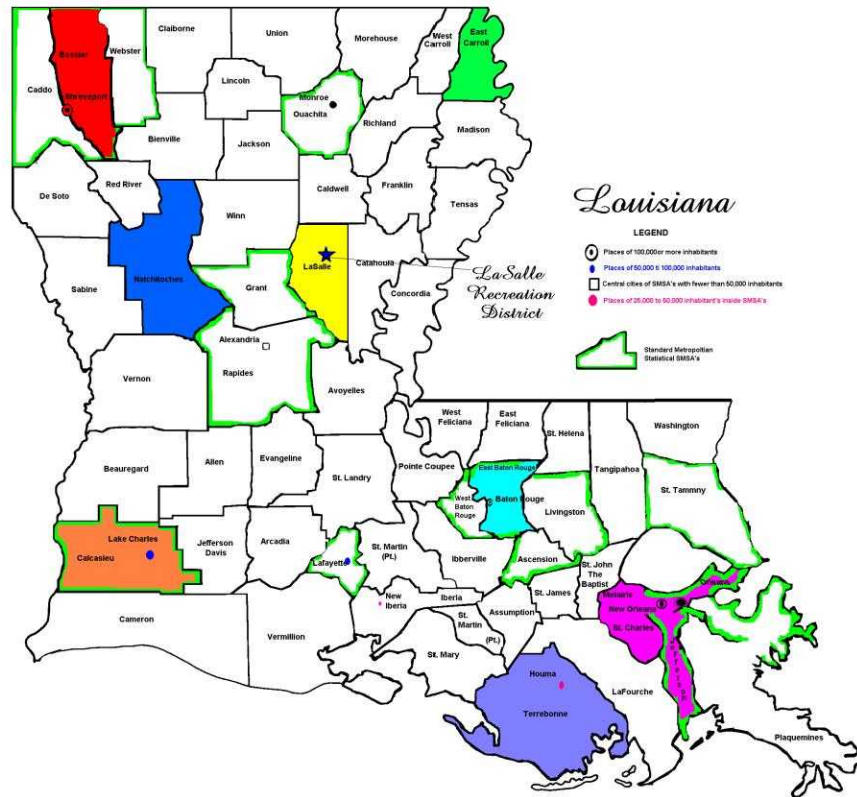 Claiborne
Union
Morehouse
West
Carroll
East
Carroll
Bossier
Webster
Caddo
Shreveport
Lincoln
Monroe
Ouachita
Richland
Madison
Bienville
Jackson
De Soto
Red River
Winn
Caldwell
Franklin
Tensas
Louisiana
LEGEND
Places of 100,000or more inhabitants
Places of 50,000 ti 100,000 inhabitants
Central cities of SMSA's with fewer than 50,000 inhabitants
Places of 25,000 to 50,000 inhabitant's inside SMSA's
Standard Metropoltian
Statistical SMSA's
Sabine
Natchitoches
Grant
LaSalle
Catahoula
Concordia
LaSalle
Recreation
District
Vernon
Alexandria
Rapides
Avoyelles
West
Feliciana
East
Feliciana
St. Helena
Washington
Beauregard
Allen
Evangeline
St. Landry
Pointe Coupee
East Baton Rouge
West
Baton
Rouge
Baton Rouge
Livingston
Tangipahoa
St. Tammny
Lake Charles
Calcasieu
Jefferson
Davis
Arcadia
Lafayette
St. Martin
(Pt.)
Ibberville
Ascension
St. John
The
Baptist
New
Iberia
Iberia
Assumption
St. James
Metairie
New Orleans
Orleans
St. Charles
Jefferson
Cameron
Vermillion
St.
Martin
(Pt.)
St. Mary
Houma
Terrebonne
LaFourche
Plaquemines